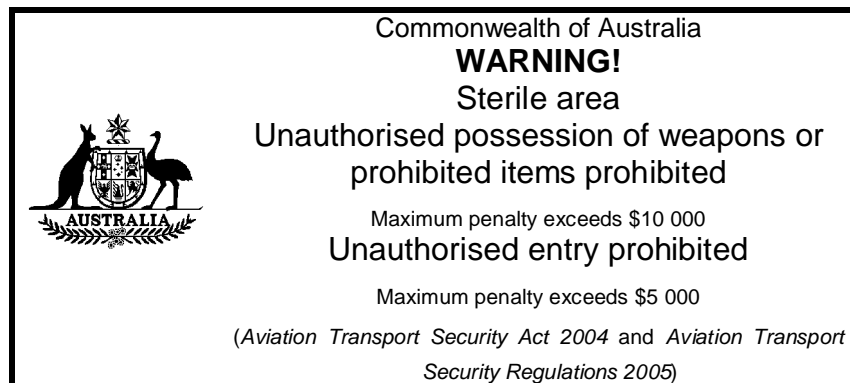 Commonwealth of Australia
WARNING!
Sterile area
Unauthorised possession of weapons or
prohibited items prohibited
AUSTRALIA
Maximum penalty exceeds $10 000
Unauthorised entry prohibited
Maximum penalty exceeds $5 000
(Aviation Transport Security Act 2004 and Aviation Transport
Security Regulations 2005)